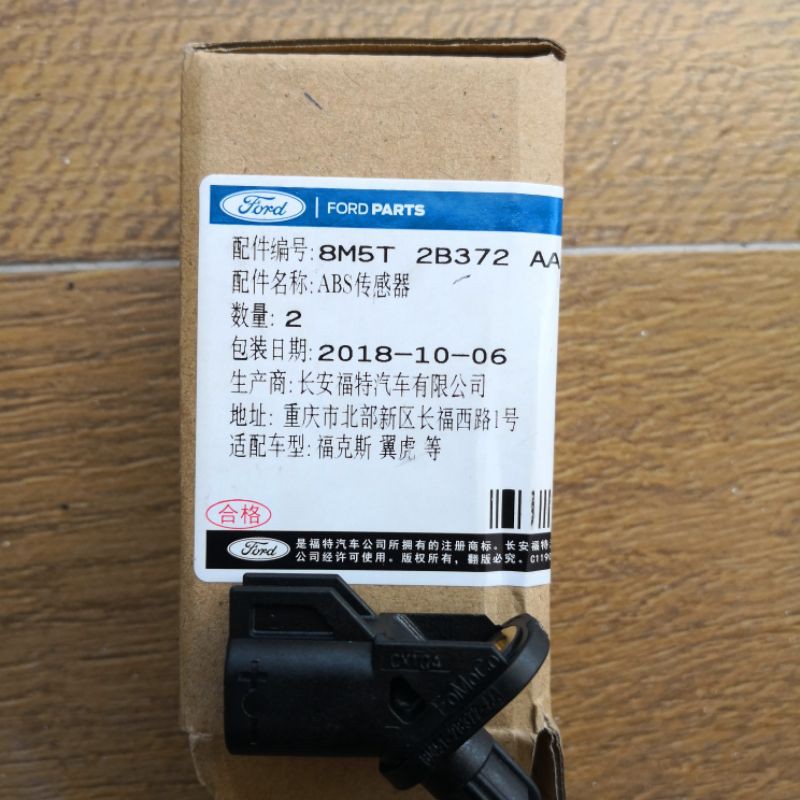 Ford | FORD PARTS
配件编号: 8M5T 2B372 AA
配件名称: ABS传感器
数量: 2
包装日期: 2018-10-06
生产商: 长安福特汽车有限公司
地址: 重庆市北部新区长福西路1号
适配车型: 福克斯 翼虎 等
合格
Ford
是福特汽车公司所拥有的注册商标。长安福特
公司经许可使用。版权所有，翻版必究。C1190
CX1C4
FoMoCo